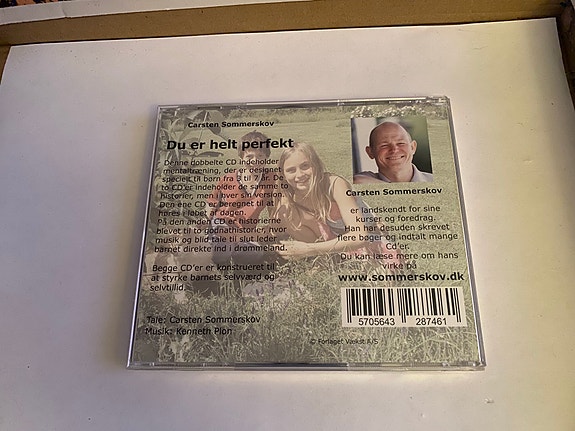 Carsten Sommerskov
Du er helt perfekt
Denne dobbelte CD indeholder
mentaltræning, der er designet
specielt til børn fra 3 til 7 år. De
to CD'er indeholder de samme to
historier, men i hver sin version.
Den ene CD er beregnet til at
høres i løbet af dagen.
På den anden CD er historierne
blevet til to godnathistorier, hvor
musik og blid tale til slut leder
barnet direkte ind i drømmeland.
Begge CD'er er konstrueret til
at styrke barnets selvværd og
selvtillid.
Tale: Carsten Sommerskov
Musik: Kenneth Plon
Carsten Sommerskov
er landskendt for sine
kurser og foredrag.
Han har desuden skrevet
flere bøger og indtalt mange
Cd'er.
Du kan læse mere om hans
virke på
www.sommerskov.dk
5705643 287461
© Forlaget Vækst A/S